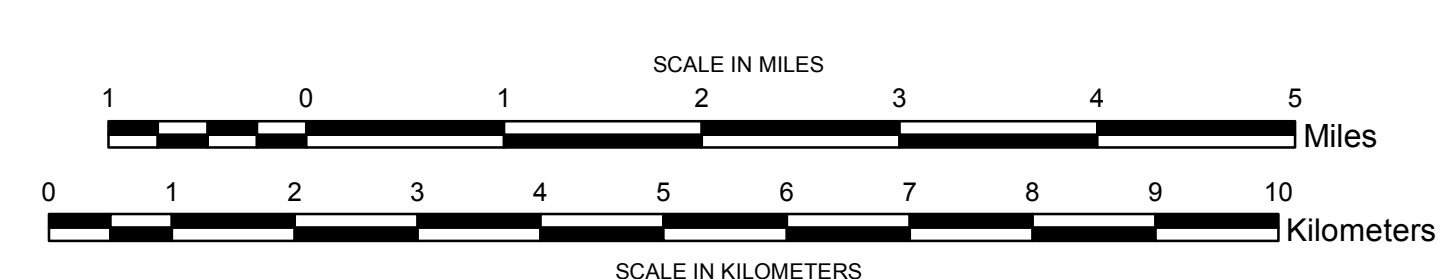 SCALE IN MILES
1 0 1 2 3 4 5
Miles
0 1 2 3 4 5 6 7 8 9 10
Kilometers
SCALE IN KILOMETERS